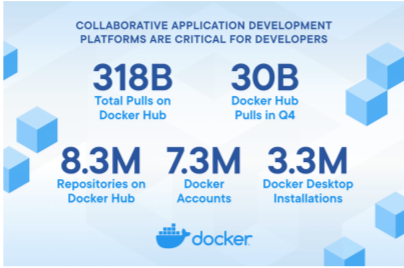 COLLABORATIVE APPLICATION DEVELOPMENT
PLATFORMS ARE CRITICAL FOR DEVELOPERS
318B
Total Pulls on
Docker Hub
30B
Docker Hub
Pulls in Q4
8.3M
Repositories on
Docker Hub
7.3M
Docker
Accounts
3.3M
Docker Desktop
Installations
docker